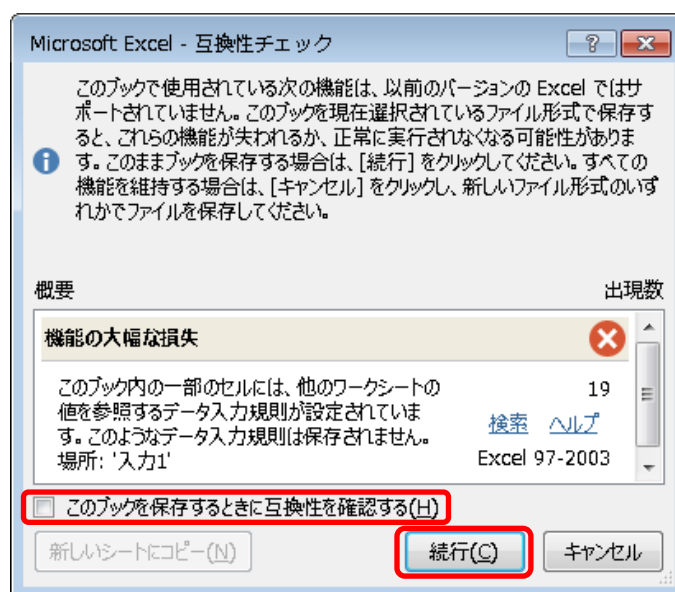 Microsoft Excel - 互換性チェック
このブックで使用されている次の機能は、以前のバージョンの Excel ではサ
ポートされていません。このブックを現在選択されているファイル形式で保存す
ると、これらの機能が失われるか、正常に実行されなくなる可能性がありま
す。このままブックを保存する場合は、[続行] をクリックしてください。すべての
機能を維持する場合は、[キャンセル] をクリックし、新しいファイル形式のいず
れかでファイルを保存してください。
概要 出現数
機能の大幅な損失
このブック内の一部のセルには、他のワークシートの 19
値を参照するデータ入力規則が設定されていま 検索 ヘルプ
す。このようなデータ入力規則は保存されません。
場所: '入力1' Excel 97-2003
このブックを保存するときに互換性を確認する(H)
新しいシートにコピー(N) 続行(C) キャンセル